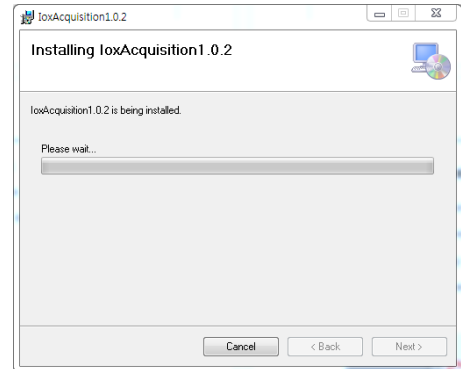 IoxAcquisition1.0.2
Installing IoxAcquisition1.0.2
IoxAcquisition1.0.2 is being installed.
Please wait...
Cancel
< Back
Next >